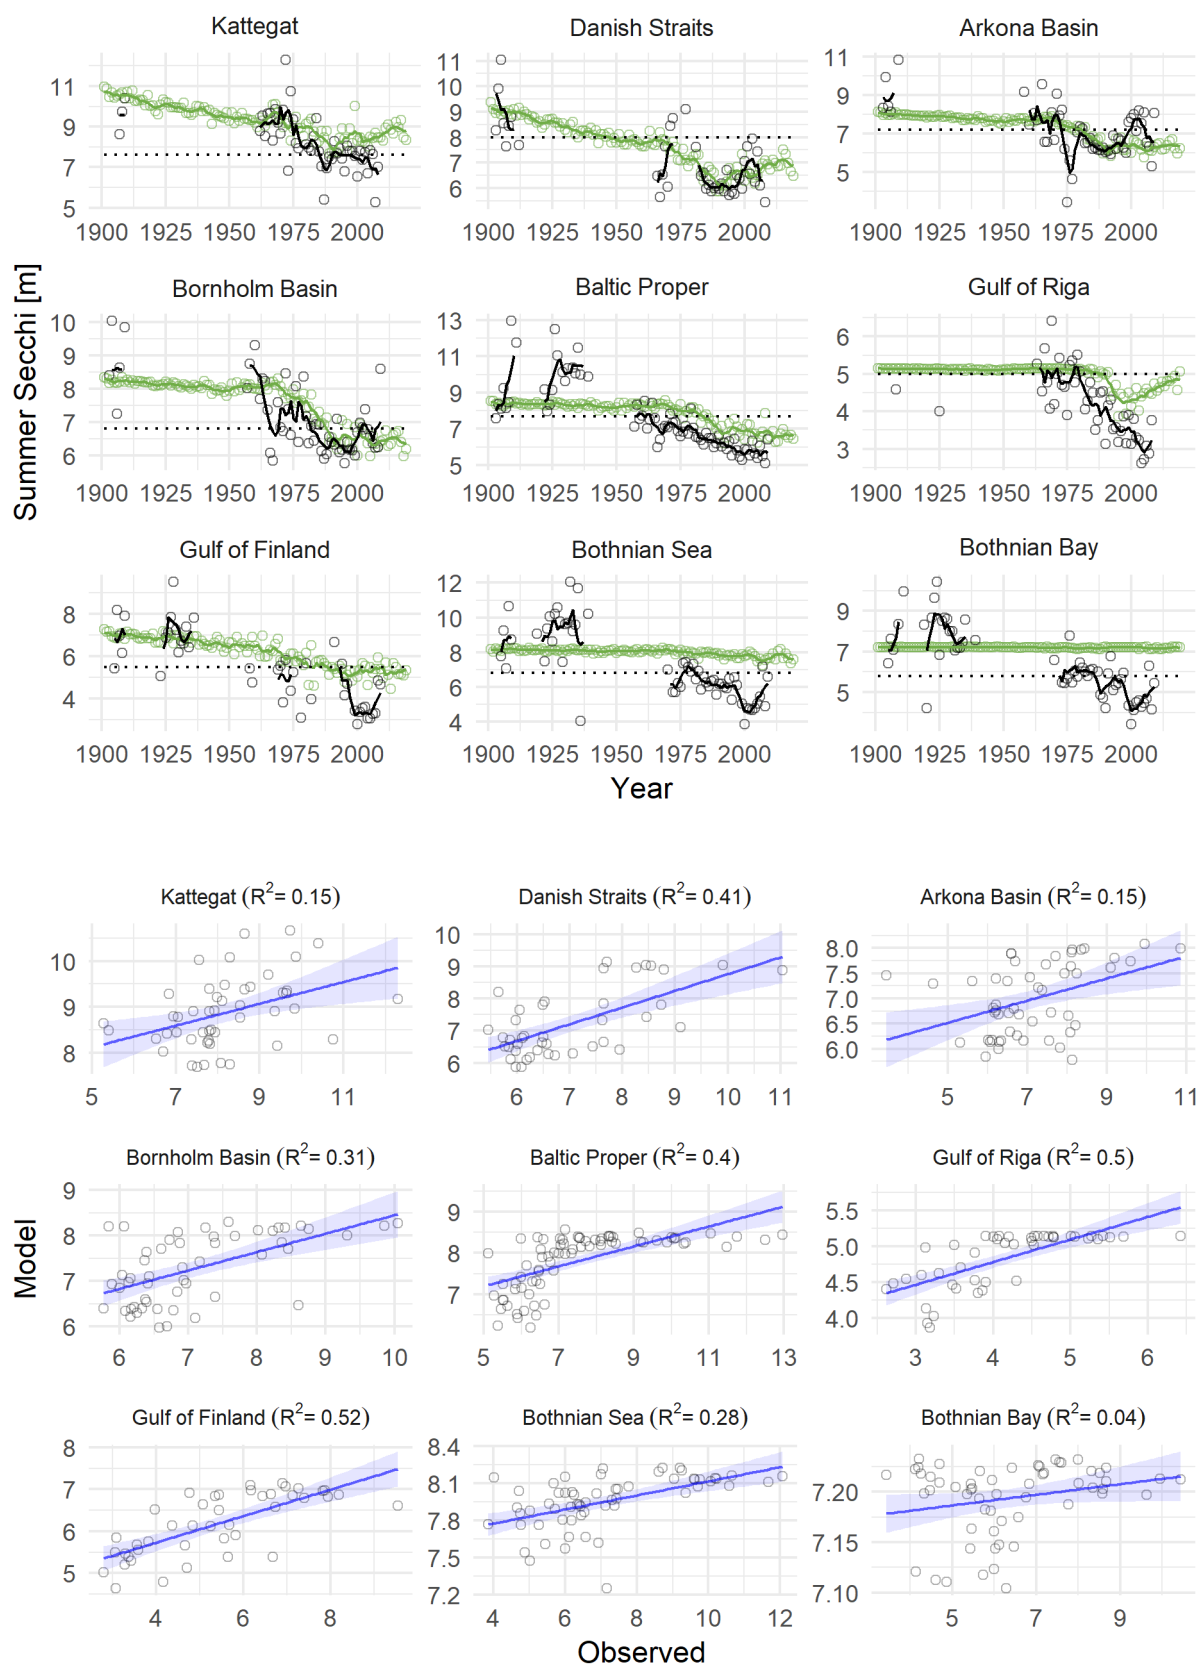 Kattegat
Danish Straits
Arkona Basin
11
9
7
5
11
10
9
8
7
6
11
9
7
5
1900 1925 1950 1975 2000
1900 1925 1950 1975 2000
1900 1925 1950 1975 2000
Summer Secchi [m]
Bornholm Basin
Baltic Proper
Gulf of Riga
10
9
8
7
6
13
11
9
7
5
6
5
4
3
1900 1925 1950 1975 2000
1900 1925 1950 1975 2000
1900 1925 1950 1975 2000
Gulf of Finland
Bothnian Sea
Bothnian Bay
8
6
4
12
10
8
6
4
9
7
5
1900 1925 1950 1975 2000
1900 1925 1950 1975 2000
1900 1925 1950 1975 2000
Year
Kattegat (R²= 0.15)
Danish Straits (R²= 0.41)
Arkona Basin (R²= 0.15)
10
9
8
10
9
8
7
6
8.0
7.5
7.0
6.5
6.0
5 7 9 11
6 7 8 9 10 11
5 7 9 11
Model
Bornholm Basin (R²= 0.31)
Baltic Proper (R²= 0.4)
Gulf of Riga (R²= 0.5)
9
8
7
6
9
8
7
5.5
5.0
4.5
4.0
6 7 8 9 10
5 7 9 11 13
3 4 5 6
Gulf of Finland (R²= 0.52)
Bothnian Sea (R²= 0.28)
Bothnian Bay (R²= 0.04)
8
7
6
5
8.4
8.1
7.8
7.5
7.2
7.20
7.15
7.10
4 6 8
4 6 8 10 12
5 7 9
Observed